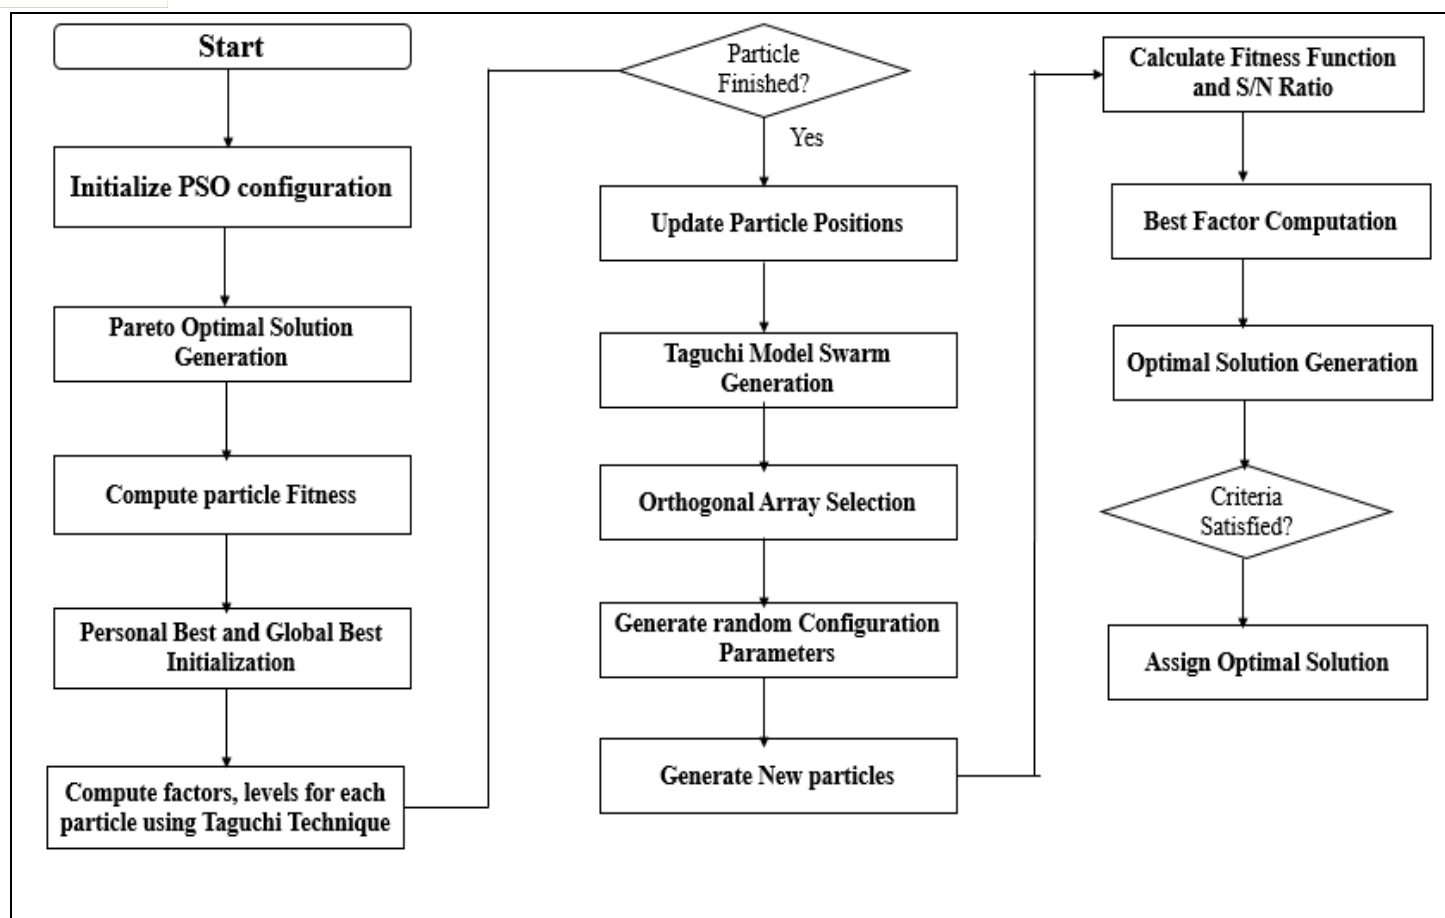 Start
Initialize PSO configuration
Pareto Optimal Solution
Generation
Compute particle Fitness
Personal Best and Global Best
Initialization
Compute factors, levels for each
particle using Taguchi Technique
Particle
Finished?
Yes
Update Particle Positions
Taguchi Model Swarm
Generation
Orthogonal Array Selection
Generate random Configuration
Parameters
Generate New particles
Calculate Fitness Function
and S/N Ratio
Best Factor Computation
Optimal Solution Generation
Criteria
Satisfied?
Assign Optimal Solution